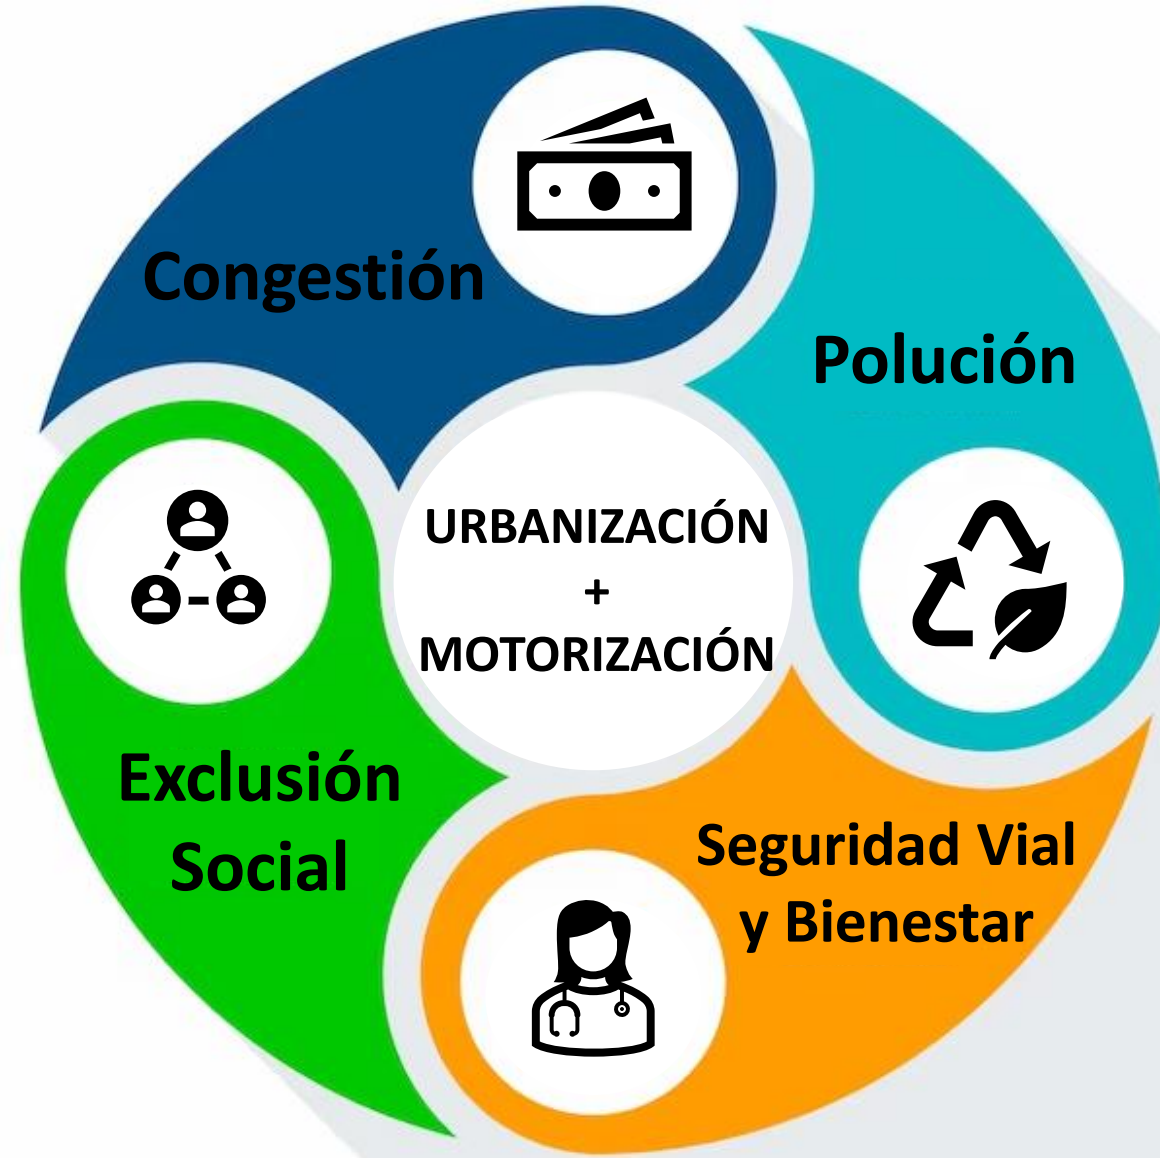 Congestión
Polución
URBANIZACIÓN
+
MOTORIZACIÓN
Exclusión
Social
Seguridad Vial
y Bienestar